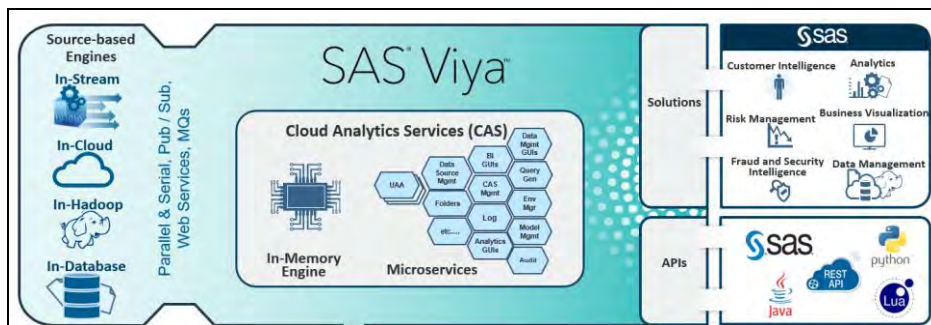 Source-based
Engines
In-Stream
In-Cloud
In-Hadoop
In-Database
Parallel & Serial, Pub / Sub,
Web Services, MQs
SAS® Viya™
Cloud Analytics Services (CAS)
In-Memory
Engine
UAA
Data
Source
Mgmt
Folders
etc....
BI
GUIs
CAS
Mgmt
Log
Analytics
GUIs
Data
Mgmt
GUIs
Query
Gen
Env
Mgr
Model
Mgmt
Audit
Microservices
Solutions
APIs
sas
Customer Intelligence
Analytics
Risk Management
Business Visualization
Fraud and Security
Intelligence
Data Management
sas
python
REST
API
Java
Lua